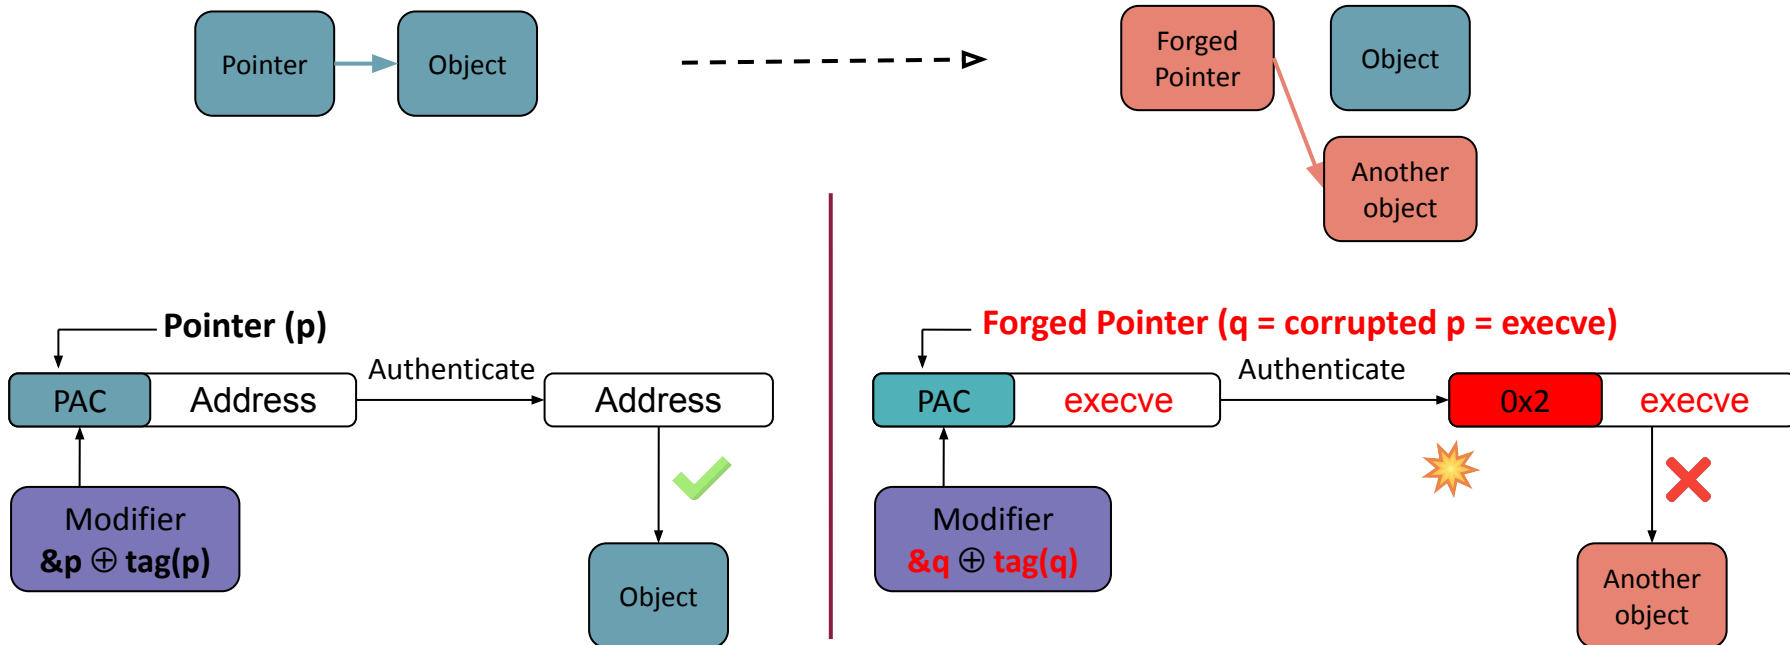 Pointer
Object
Forged
Pointer
Object
Another
object
Pointer (p)
Authenticate
PAC
Address
Address
Modifier
&p ⊕ tag(p)
Object
Forged Pointer (q = corrupted p = execve)
Authenticate
PAC
execve
0x2
execve
Modifier
&q ⊕ tag(q)
Another
object